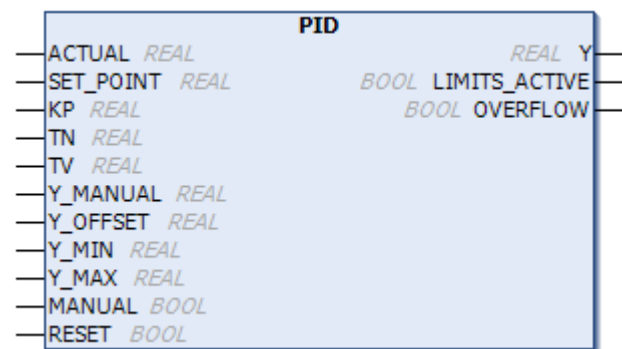 PID
ACTUAL REAL REAL Y
SET_POINT REAL BOOL LIMITS_ACTIVE
KP REAL BOOL OVERFLOW
TN REAL
TV REAL
Y_MANUAL REAL
Y_OFFSET REAL
Y_MIN REAL
Y_MAX REAL
MANUAL BOOL
RESET BOOL